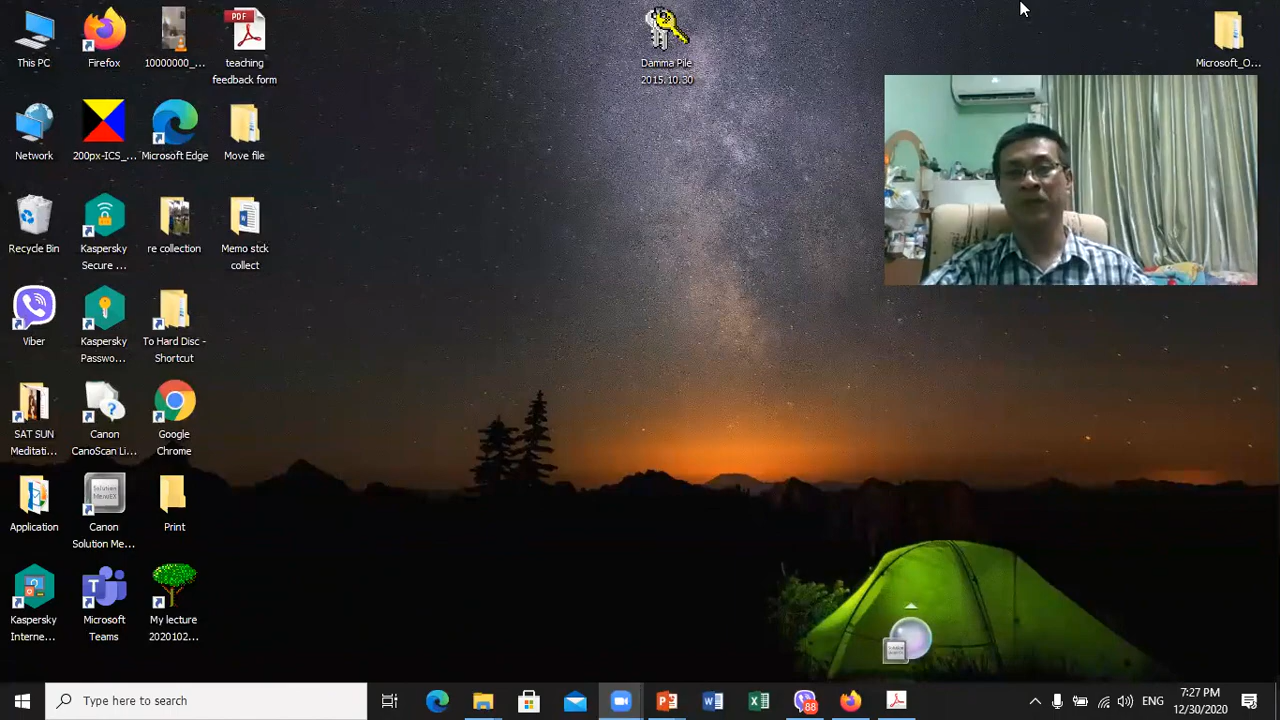 This PC
Firefox
10000000_...
PDF
teaching
feedback form
Damma Pile
2015.10.30
Microsoft_O...
Network
200px-ICS_...
Microsoft Edge
Move file
Recycle Bin
Kaspersky
Secure ...
re collection
Memo stck
collect
Viber
Kaspersky
Passwo...
To Hard Disc -
Shortcut
SAT SUN
Meditati...
Canon
CanoScan Li...
Google
Chrome
Application
Canon
Solution Me...
Print
Kaspersky
Interne...
Microsoft
Teams
My lecture
2020102...
Type here to search
88
ENG
7:27 PM
12/30/2020